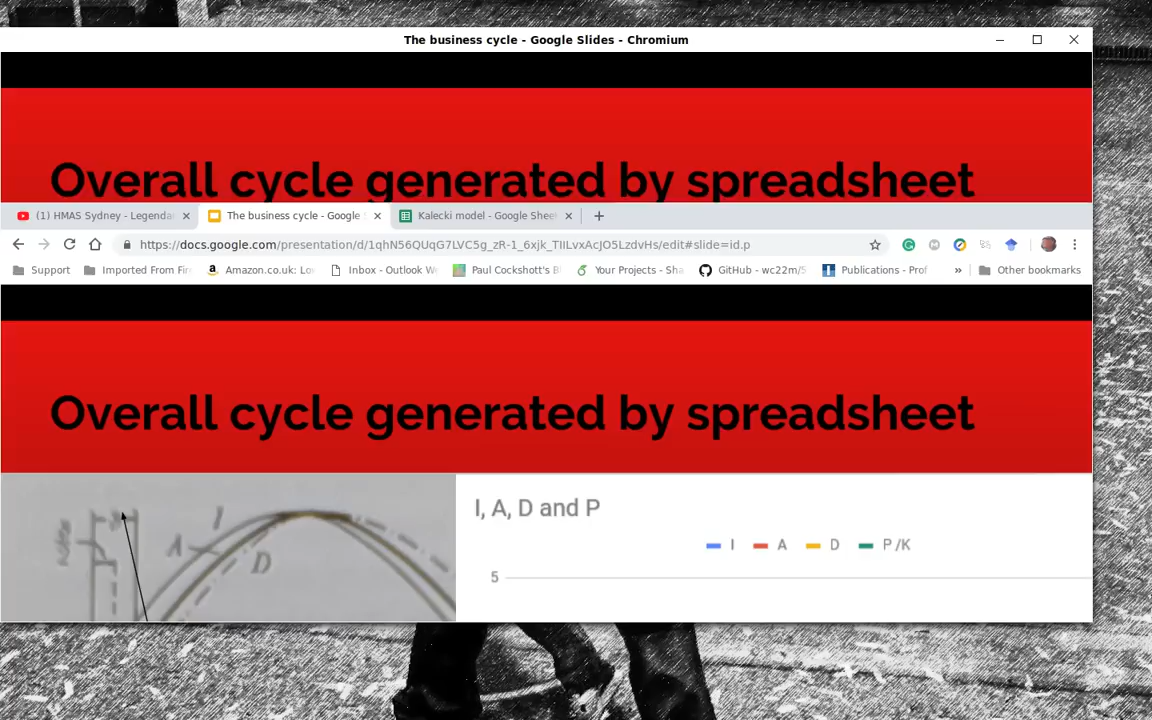 The business cycle - Google Slides - Chromium
Overall cycle generated by spreadsheet
(1) HMAS Sydney - Legenda
The business cycle - Google
Kalecki model - Google Shee
https://docs.google.com/presentation/d/1qhN56QUqG7LVC5g_zR-1_6xjk_TIILvxAcJO5LzdvHs/edit#slide=id.p
Support
Imported From Fir
Amazon.co.uk: Lo
Inbox - Outlook W
Paul Cockshott's B
Your Projects - Sha
GitHub - wc22m/5
Publications - Prof
»
Other bookmarks
Overall cycle generated by spreadsheet
I, A, D and P
I A D P /K
5
I
A
D